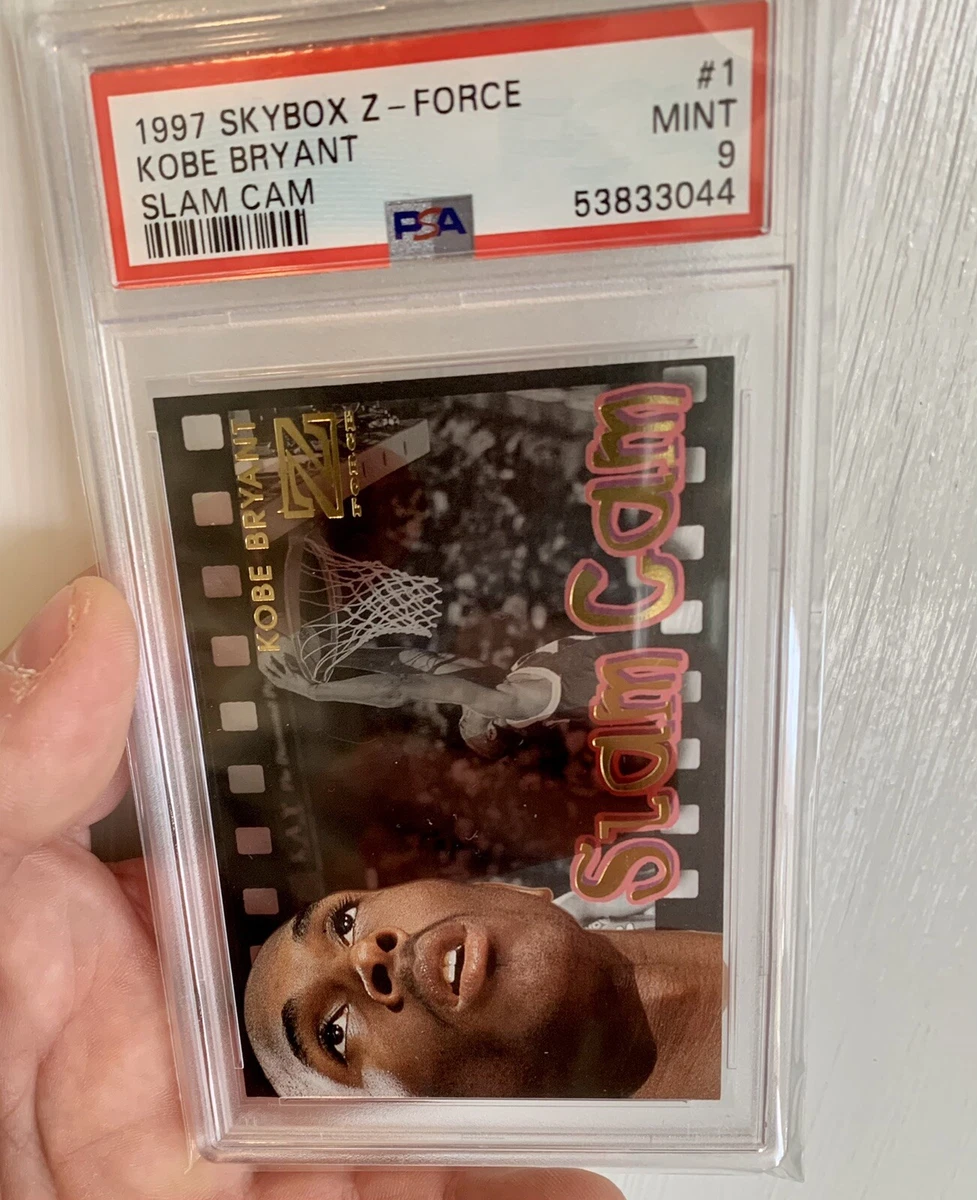 1997 SKYBOX Z-FORCE #1
KOBE BRYANT MINT
SLAM CAM 9
PSA 53833044
KOBE BRYANT
Z
FORCE
Slam Cam